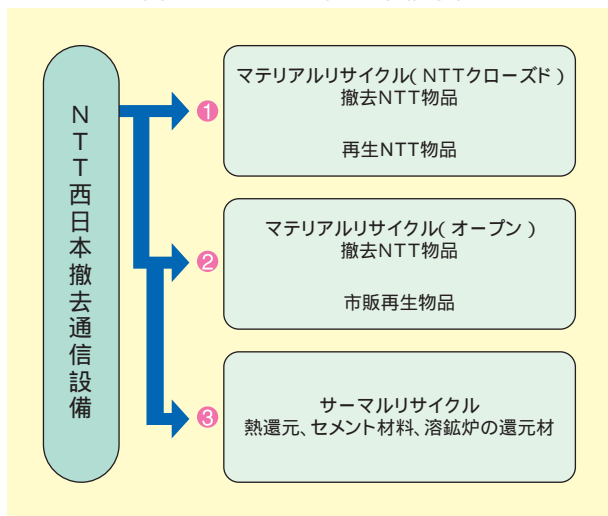 NTT西日本撤去通信設備
❶
マテリアルリサイクル(NTTクローズド)
撤去NTT物品
再生NTT物品
❷
マテリアルリサイクル(オープン)
撤去NTT物品
市販再生物品
❸
サーマルリサイクル
熱還元、セメント材料、溶鉱炉の還元材